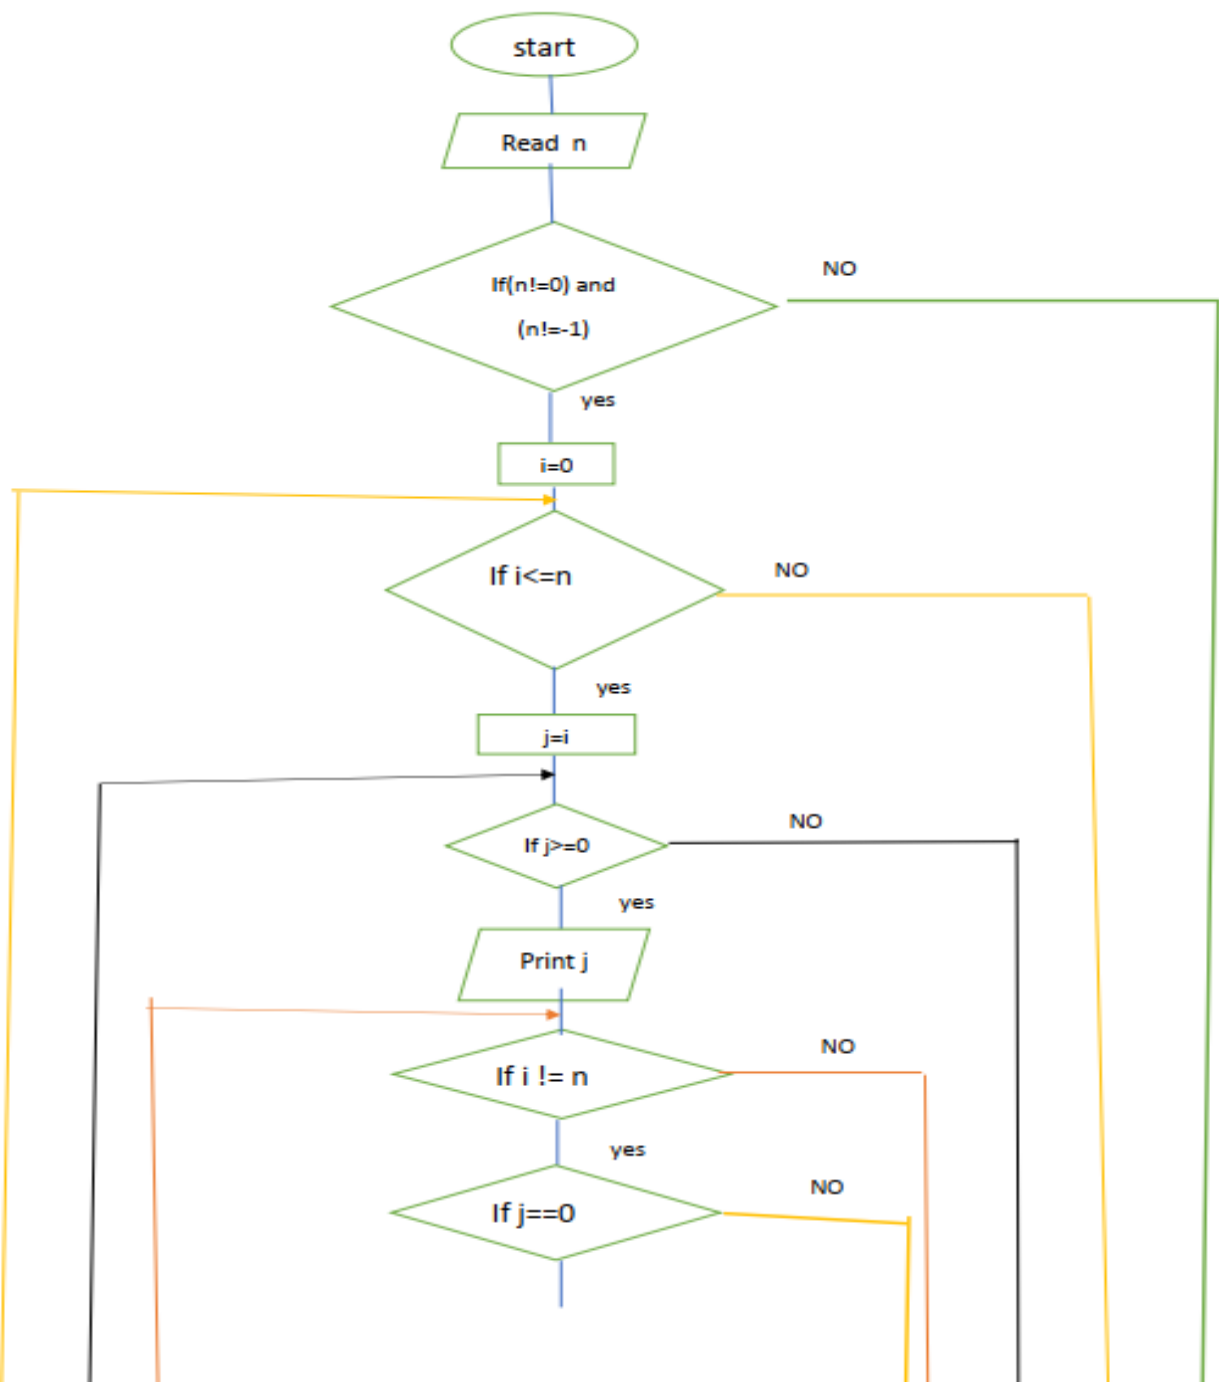 start
Read n
If(n!=0) and
(n!=-1)
NO
yes
i=0
If i<=n
NO
yes
j=i
If j>=0
NO
yes
Print j
If i != n
NO
yes
If j==0
NO